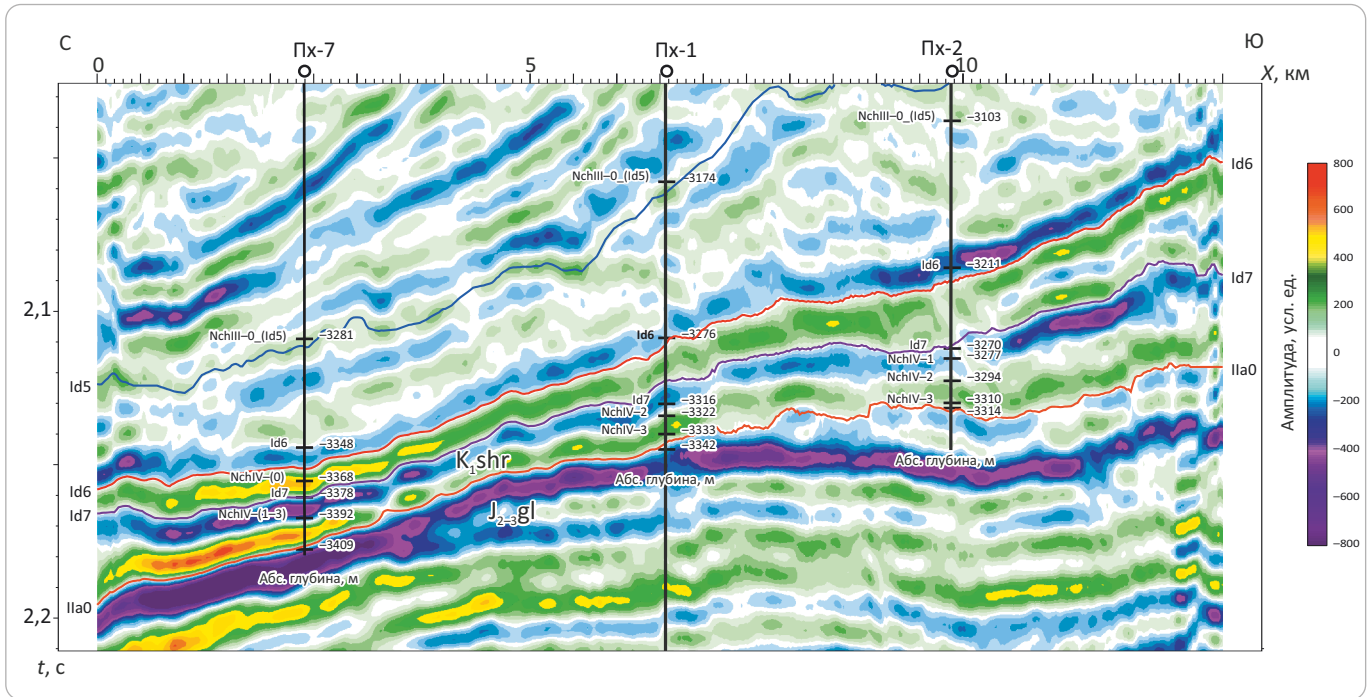 С
Пх-7
Пх-1
Пх-2
Ю
0
5
10
X, км
NchIII–0_(Id5)
–3103
Id6
NchIII–0_(Id5)
–3174
800
600
400
200
0
−200
−400
−600
−800
Амплитуда, усл. ед.
Id6
–3211
Id7
2,1
NchIII–0_(Id5)
–3281
Id6
–3276
Id7
–3270
NchIV–1
–3277
Id5
NchIV–2
–3294
IIa0
Id7
–3316
NchIV–2
–3322
NchIV–3
–3310
–3314
NchIV–3
–3333
–3342
Id6
–3348
K1shr
Абс. глубина, м
NchIV–(0)
–3368
Абс. глубина, м
Id6
Id7
–3378
Id7
NchIV–(1–3)
–3392
J2–3gl
–3409
Абс. глубина, м
IIa0
2,2
t, с